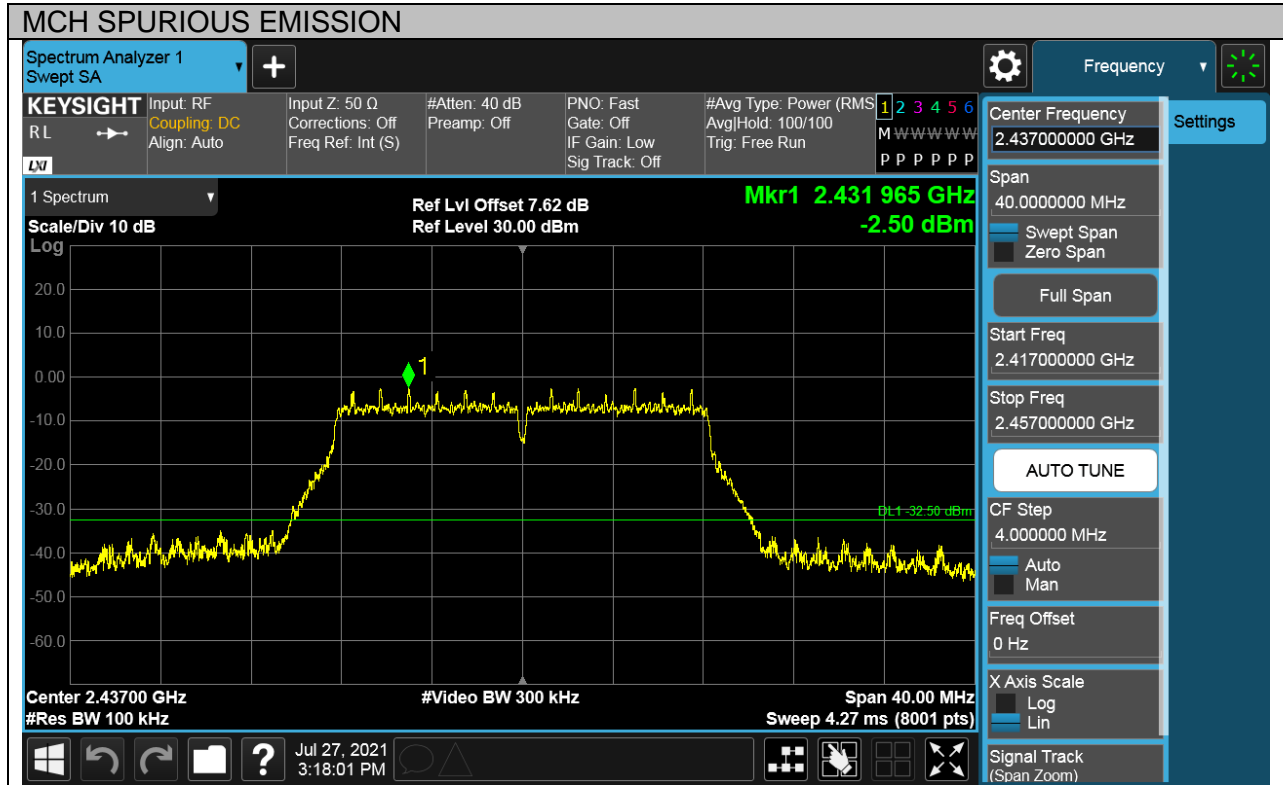 MCH SPURIOUS EMISSION
Spectrum Analyzer 1
Swept SA
Frequency
KEYSIGHT
RL
LXI
Input: RF
Coupling: DC
Align: Auto
Input Z: 50 Ω
Corrections: Off
Freq Ref: Int (S)
#Atten: 40 dB
Preamp: Off
PNO: Fast
Gate: Off
IF Gain: Low
Sig Track: Off
#Avg Type: Power (RMS
Avg|Hold: 100/100
Trig: Free Run
1 2 3 4 5 6
M W W W W W
P P P P P P
Center Frequency
2.437000000 GHz
Settings
Span
40.0000000 MHz
Swept Span
Zero Span
Full Span
Start Freq
2.417000000 GHz
Stop Freq
2.457000000 GHz
AUTO TUNE
CF Step
4.000000 MHz
Auto
Man
Freq Offset
0 Hz
X Axis Scale
Log
Lin
Signal Track
(Span Zoom)
1 Spectrum
Scale/Div 10 dB
Log
Ref Lvl Offset 7.62 dB
Ref Level 30.00 dBm
Mkr1 2.431 965 GHz
-2.50 dBm
20.0
10.0
0.00
-10.0
-20.0
-30.0
-40.0
-50.0
-60.0
1
DL1 -32.50 dBm
Center 2.43700 GHz
#Res BW 100 kHz
#Video BW 300 kHz
Span 40.00 MHz
Sweep 4.27 ms (8001 pts)
?
Jul 27, 2021
3:18:01 PM